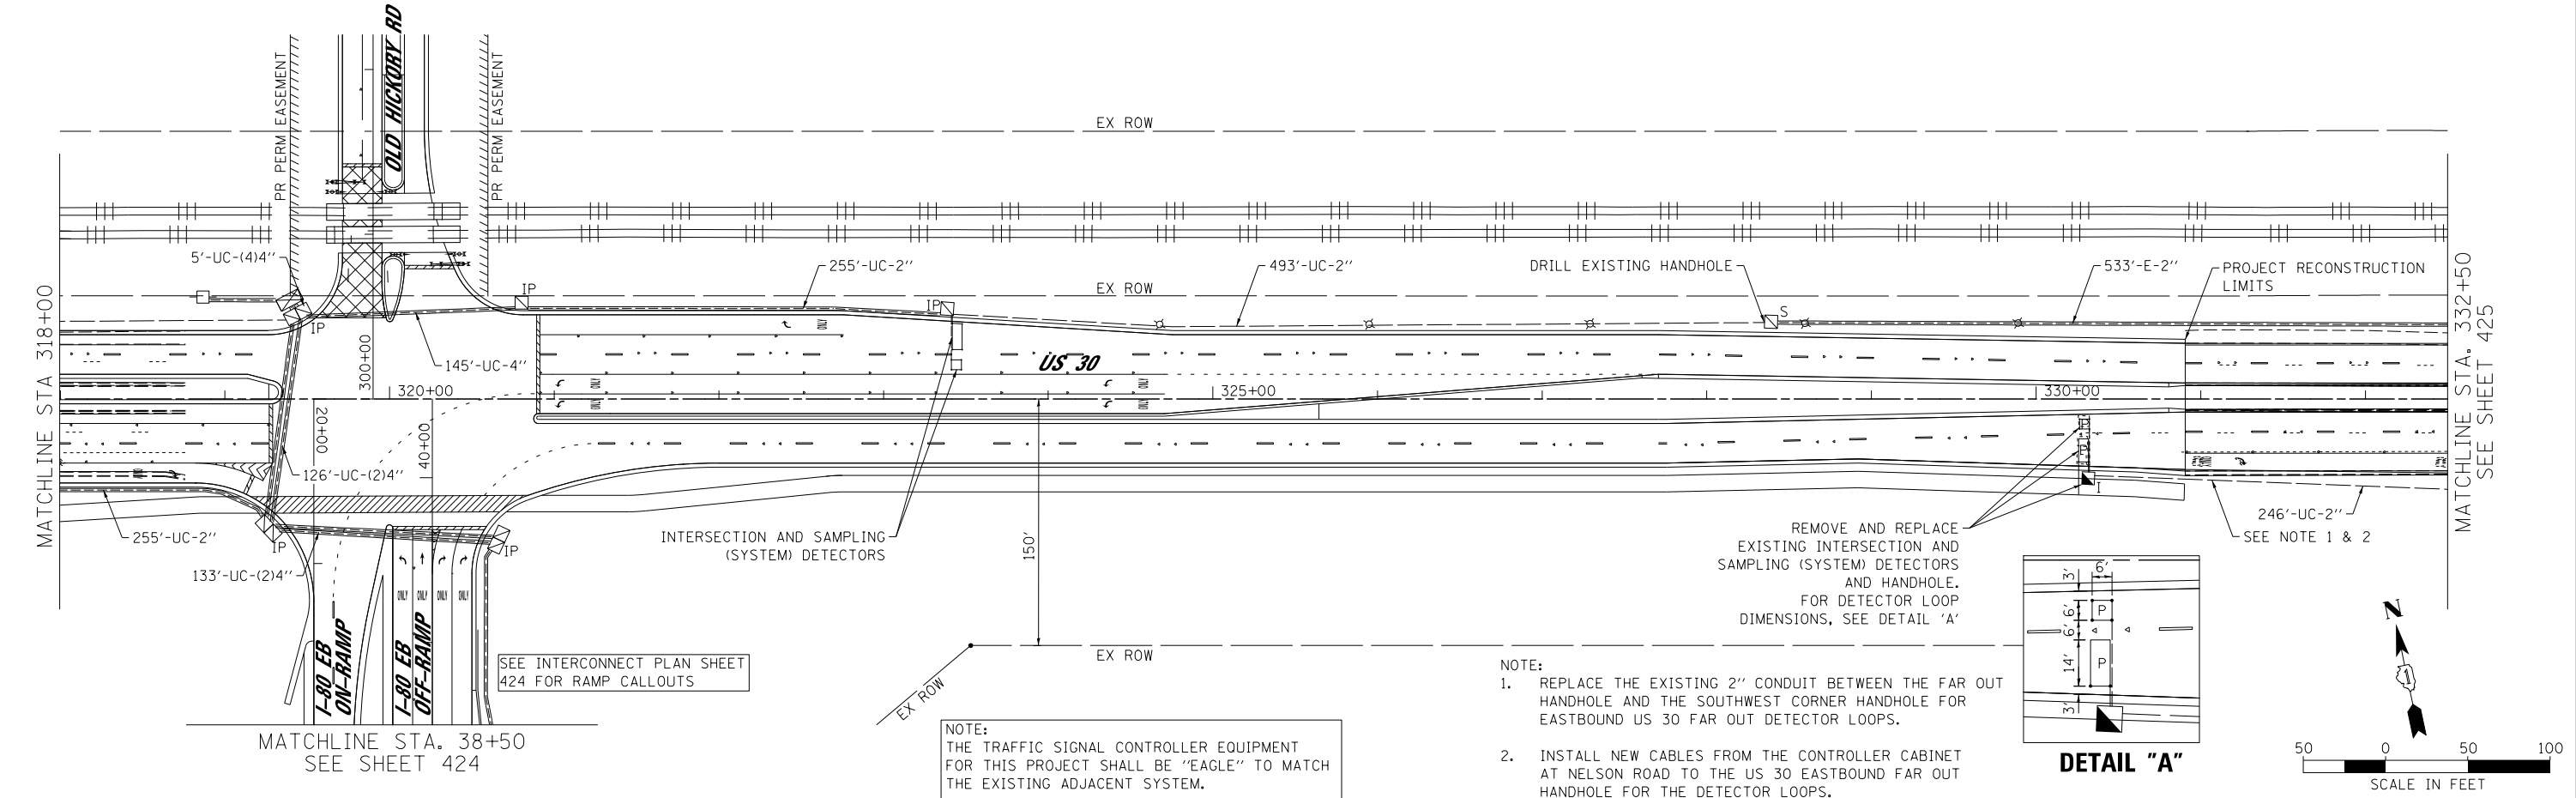 OLD HICKORY RD
PR PERM EASEMENT
PR PERM EASEMENT
EX ROW
5'-UC-(4)4''
IP
IP
255'-UC-2''
IP
493'-UC-2''
EX ROW
DRILL EXISTING HANDHOLE
S
533'-E-2''
PROJECT RECONSTRUCTION
LIMITS
MATCHLINE STA 318+00
MATCHLINE STA. 332+50
SEE SHEET 425
145'-UC-4''
300+00
320+00
US 30
325+00
330+00
ONLY
ONLY
ONLY
ONLY
ONLY
20+00
40+00
126'-UC-(2)4''
255'-UC-2''
IP
IP
133'-UC-(2)4''
INTERSECTION AND SAMPLING
(SYSTEM) DETECTORS
150'
P
P
I
REMOVE AND REPLACE
EXISTING INTERSECTION AND
SAMPLING (SYSTEM) DETECTORS
AND HANDHOLE.
FOR DETECTOR LOOP
DIMENSIONS, SEE DETAIL 'A'
246'-UC-2''
SEE NOTE 1 & 2
ONLY
ONLY
ONLY
ONLY
I-80 EB
ON-RAMP
I-80 EB
OFF-RAMP
SEE INTERCONNECT PLAN SHEET
424 FOR RAMP CALLOUTS
MATCHLINE STA. 38+50
SEE SHEET 424
EX ROW
EX ROW
NOTE:
THE TRAFFIC SIGNAL CONTROLLER EQUIPMENT
FOR THIS PROJECT SHALL BE "EAGLE" TO MATCH
THE EXISTING ADJACENT SYSTEM.
NOTE:
1. REPLACE THE EXISTING 2'' CONDUIT BETWEEN THE FAR OUT
HANDHOLE AND THE SOUTHWEST CORNER HANDHOLE FOR
EASTBOUND US 30 FAR OUT DETECTOR LOOPS.
2. INSTALL NEW CABLES FROM THE CONTROLLER CABINET
AT NELSON ROAD TO THE US 30 EASTBOUND FAR OUT
HANDHOLE FOR THE DETECTOR LOOPS.
6'
3'
6'
P
6'
14'
P
3'
DETAIL "A"
N
50 0 50 100
SCALE IN FEET